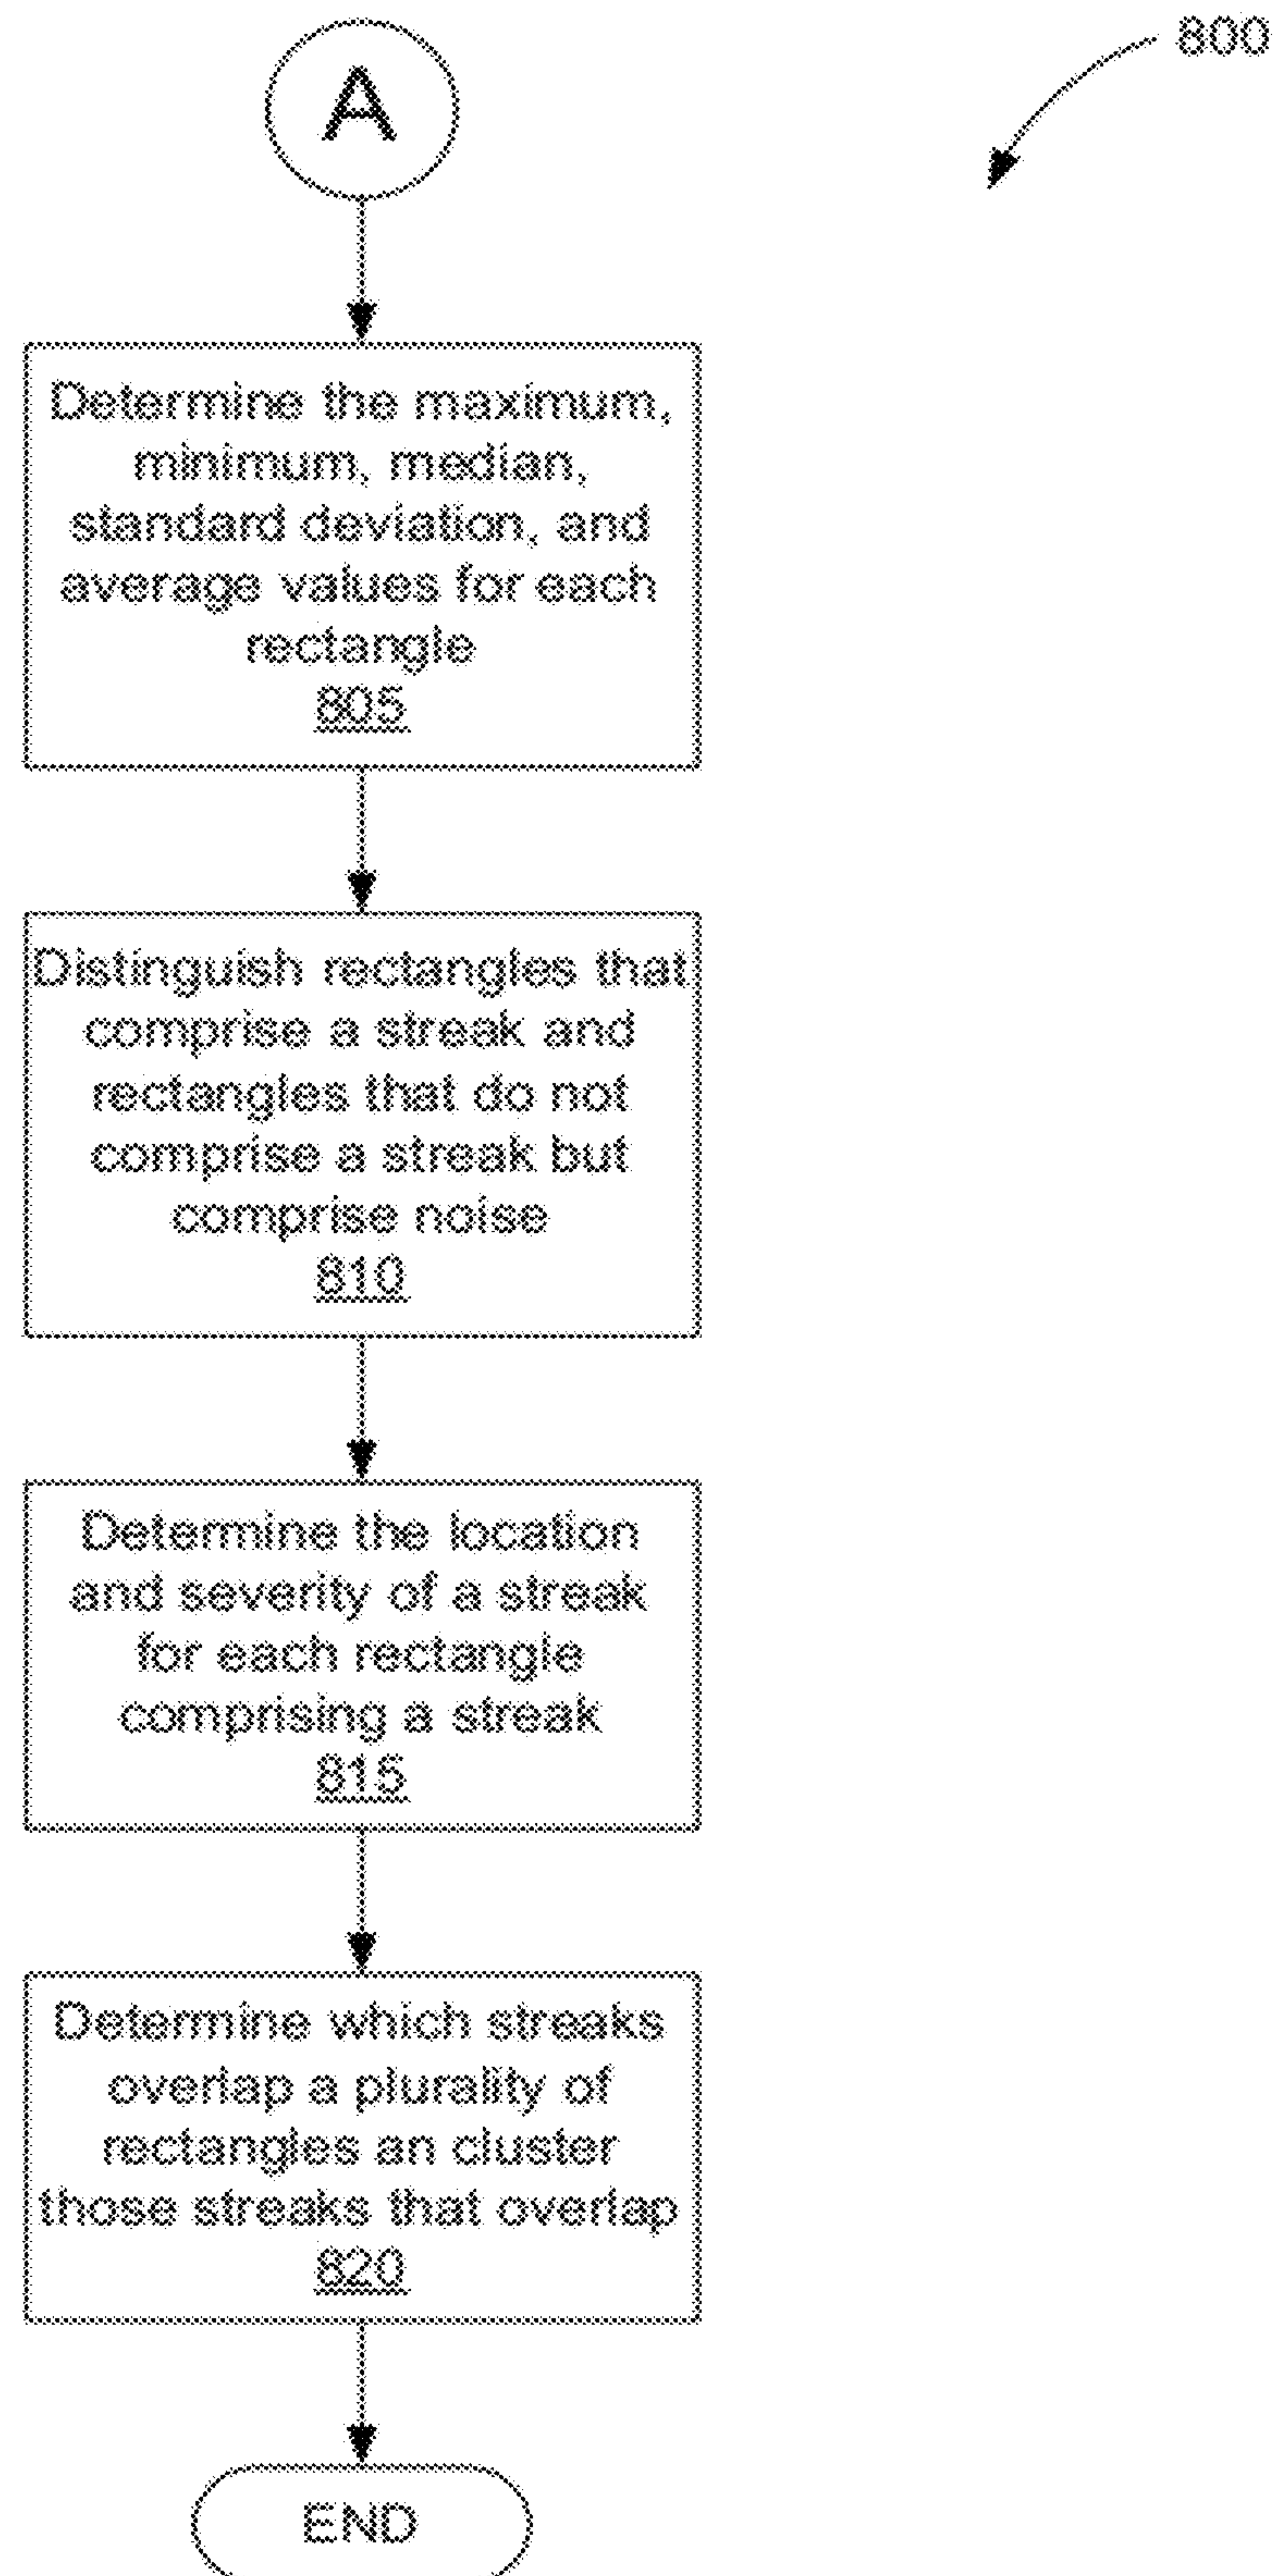 A
800
Determine the maximum,
minimum, median,
standard deviation, and
average values for each
rectangle
805
Distinguish rectangles that
comprise a streak and
rectangles that do not
comprise a streak but
comprise noise
810
Determine the location
and severity of a streak
for each rectangle
comprising a streak
815
Determine which streaks
overlap a plurality of
rectangles an cluster
those streaks that overlap
820
END